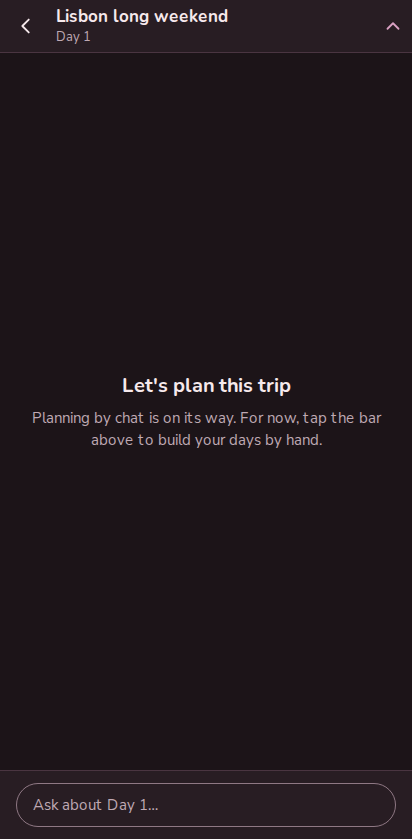 Lisbon long weekend
Day 1
Let's plan this trip
Planning by chat is on its way. For now, tap the bar
above to build your days by hand.
Ask about Day 1...